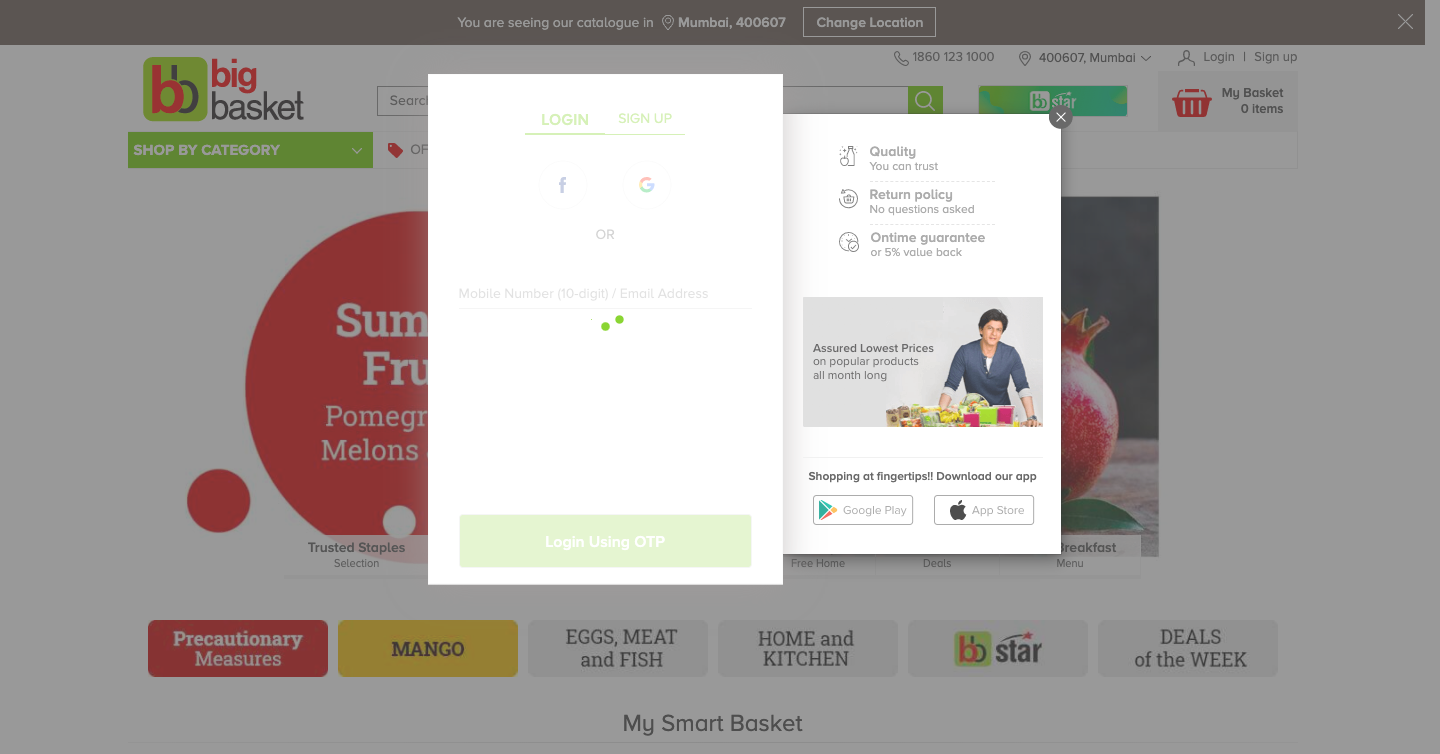 You are seeing our catalogue in Mumbai, 400607 Change Location
1860 123 1000 400607, Mumbai Login | Sign up
bb big basket
Search
bb star
My Basket
0 items
SHOP BY CATEGORY
OF
LOGIN SIGN UP
OR
Mobile Number (10-digit) / Email Address
Login Using OTP
Quality
You can trust
Return policy
No questions asked
Ontime guarantee
or 5% value back
Assured Lowest Prices
on popular products
all month long
Shopping at fingertips!! Download our app
Google Play App Store
Sum
Fru
Pomegr
Melons
Trusted Staples
Selection
Free Home
Deals
Breakfast
Menu
Precautionary
Measures
MANGO
EGGS, MEAT
and FISH
HOME and
KITCHEN
bb star
DEALS
of the WEEK
My Smart Basket